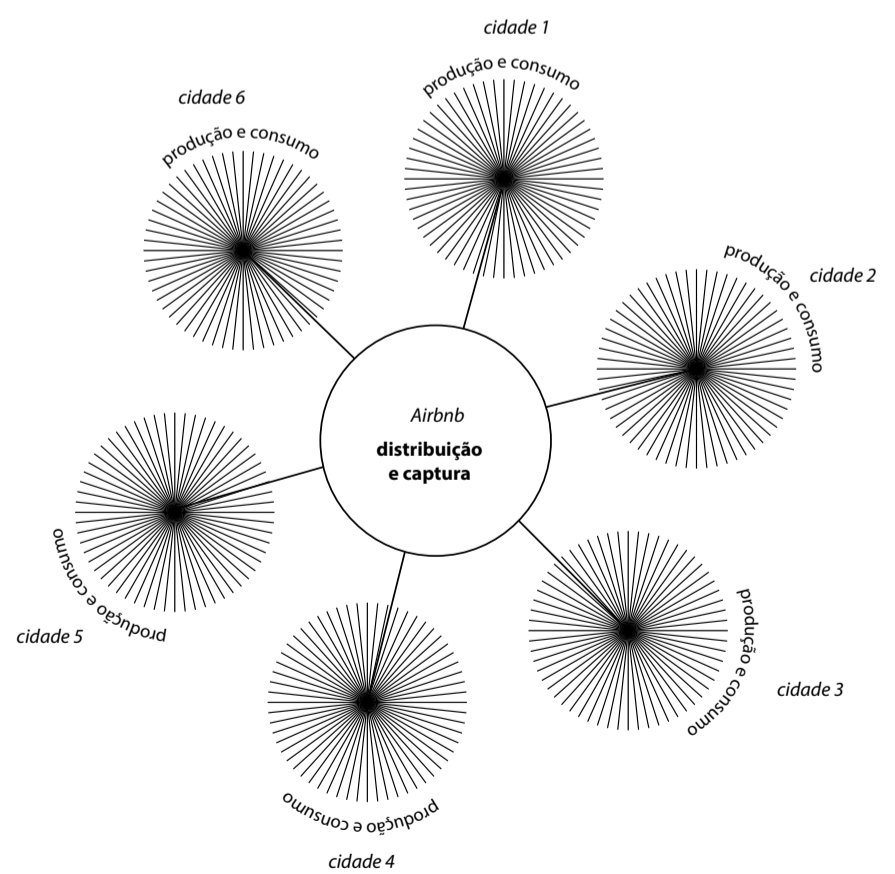 cidade 1
produção e consumo
cidade 6
produção e consumo
produção e consumo
cidade 2
Airbnb
distribuição
e captura
produção e consumo
cidade 5
produção e consumo
cidade 3
produção e consumo
cidade 4